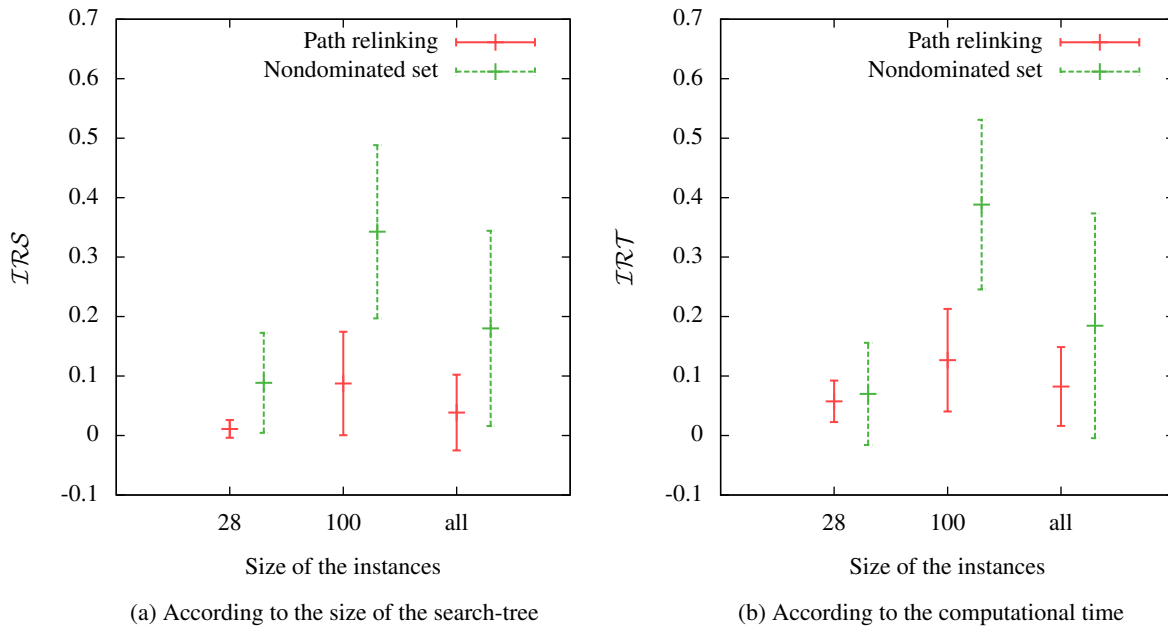 0.7
0.6
0.5
0.4
0.3
0.2
0.1
0
-0.1
IRS
Path relinking
Nondominated set
28 100 all
Size of the instances
(a) According to the size of the search-tree
0.7
0.6
0.5
0.4
0.3
0.2
0.1
0
-0.1
IRT
Path relinking
Nondominated set
28 100 all
Size of the instances
(b) According to the computational time